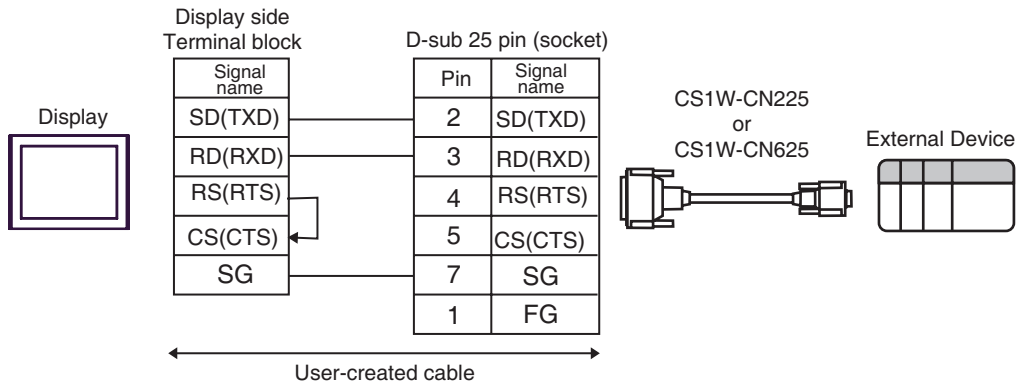 Display side
Terminal block
D-sub 25 pin (socket)
Signal
name
Pin
Signal
name
SD(TXD)
2
SD(TXD)
RD(RXD)
3
RD(RXD)
RS(RTS)
4
RS(RTS)
CS(CTS)
5
CS(CTS)
SG
7
SG
1
FG
Display
CS1W-CN225
or
CS1W-CN625
External Device
User-created cable